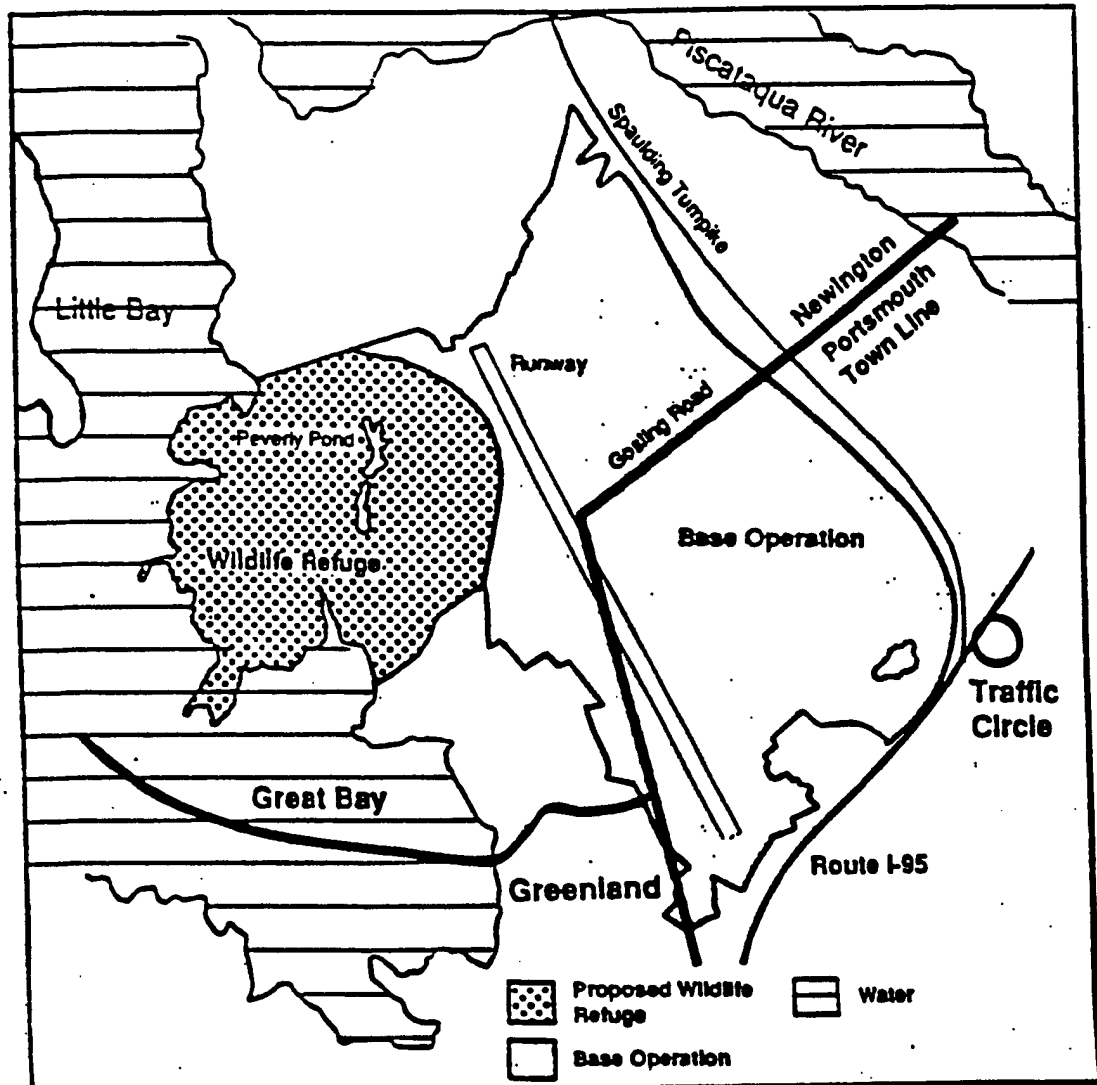 Piscataqua River
Spaulding Turnpike
Newington
Portsmouth
Town Line
Little Bay
Runway
Gosling Road
Peverly Pond
Base Operation
Wildlife Refuge
Traffic
Circle
Great Bay
Route I-95
Greenland
Proposed Wildlife
Refuge
Water
Base Operation